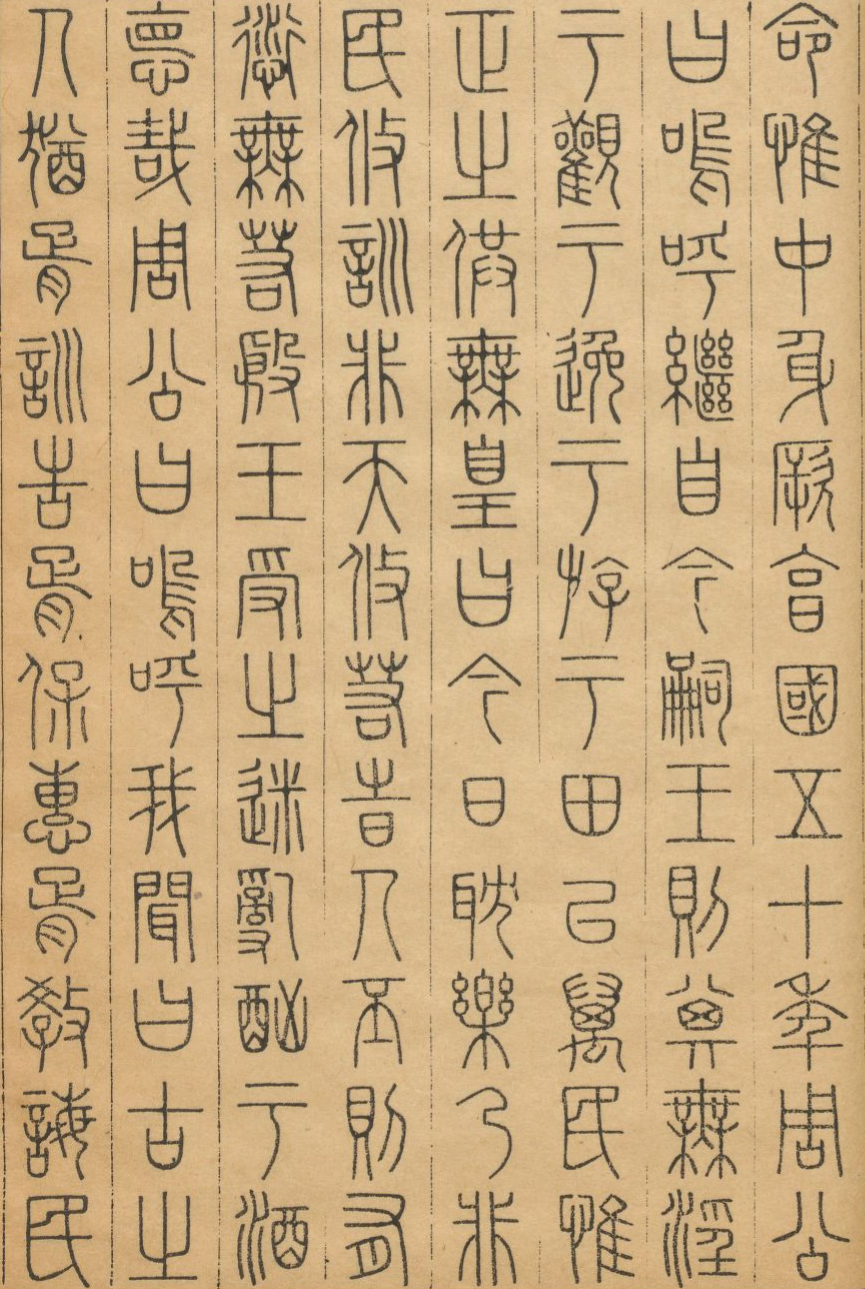 命惟中身厥享國五十年周公
曰嗚呼繼自今嗣王則其無淫
于觀于逸于游于田以萬民惟
正之供無皇曰今日耽樂乃非
民攸訓非天攸若時人丕則有
愆無若殷王受之迷亂酗于酒
德哉周公曰嗚呼我聞曰古之
人猶胥訓告胥保惠胥教誨民